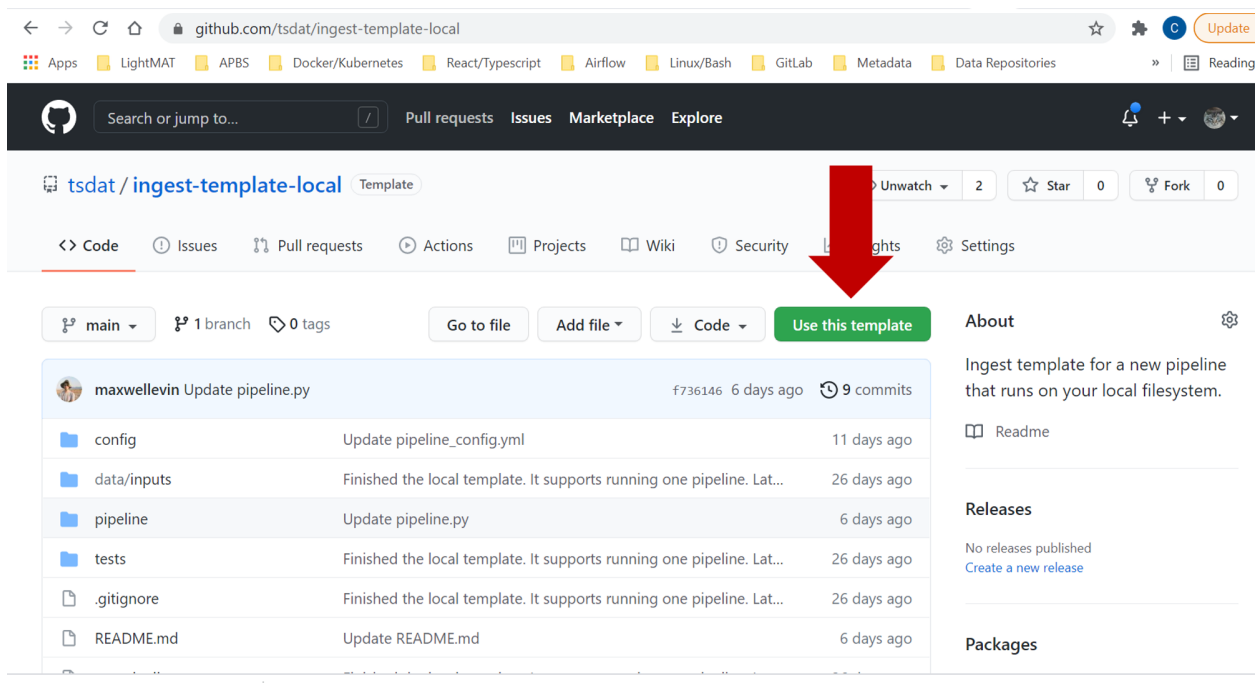 github.com/tsdat/ingest-template-local
C
Update
Apps LightMAT APBS Docker/Kubernetes React/Typescript Airflow Linux/Bash GitLab Metadata Data Repositories » Reading
Search or jump to... / Pull requests Issues Marketplace Explore
tsdat / ingest-template-local Template
Unwatch 2 Star 0 Fork 0
<> Code Issues Pull requests Actions Projects Wiki Security ghts Settings
main 1 branch 0 tags Go to file Add file Code Use this template
About
Ingest template for a new pipeline
that runs on your local filesystem.
Readme
maxwellevin Update pipeline.py f736146 6 days ago 9 commits
config Update pipeline_config.yml 11 days ago
data/inputs Finished the local template. It supports running one pipeline. Lat... 26 days ago
pipeline Update pipeline.py 6 days ago
tests Finished the local template. It supports running one pipeline. Lat... 26 days ago
.gitignore Finished the local template. It supports running one pipeline. Lat... 26 days ago
README.md Update README.md 6 days ago
Releases
No releases published
Create a new release
Packages